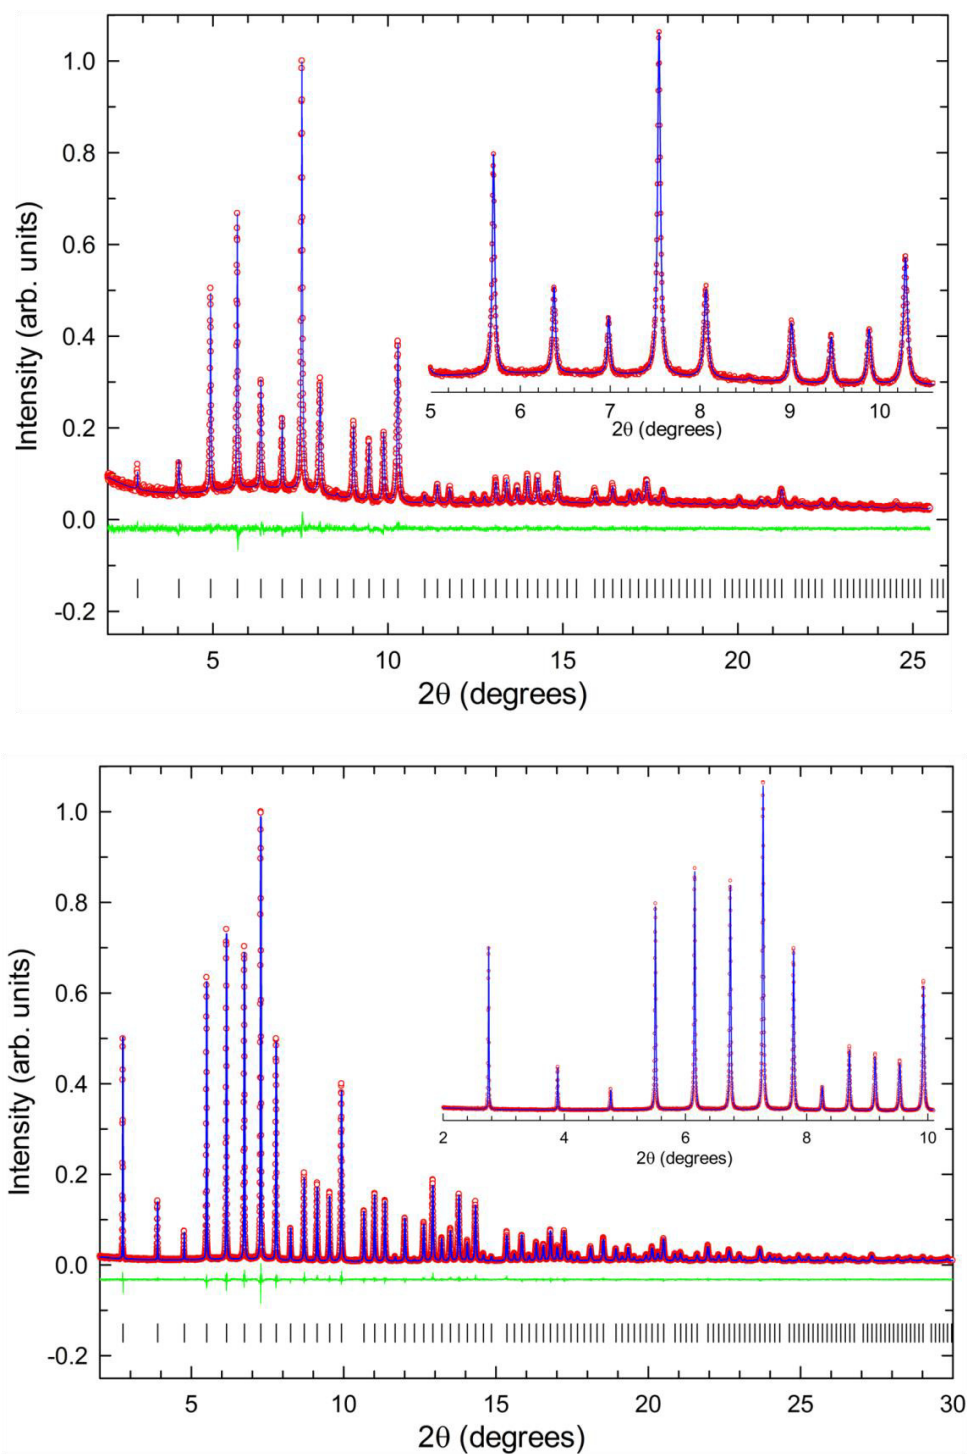 1.0
0.8
0.6
0.4
0.2
0.0
-0.2
Intensity (arb. units)
5 6 7 8 9 10
2θ (degrees)
5 10 15 20 25
2θ (degrees)
1.0
0.8
0.6
0.4
0.2
0.0
-0.2
Intensity (arb. units)
2 4 6 8 10
2θ (degrees)
5 10 15 20 25 30
2θ (degrees)